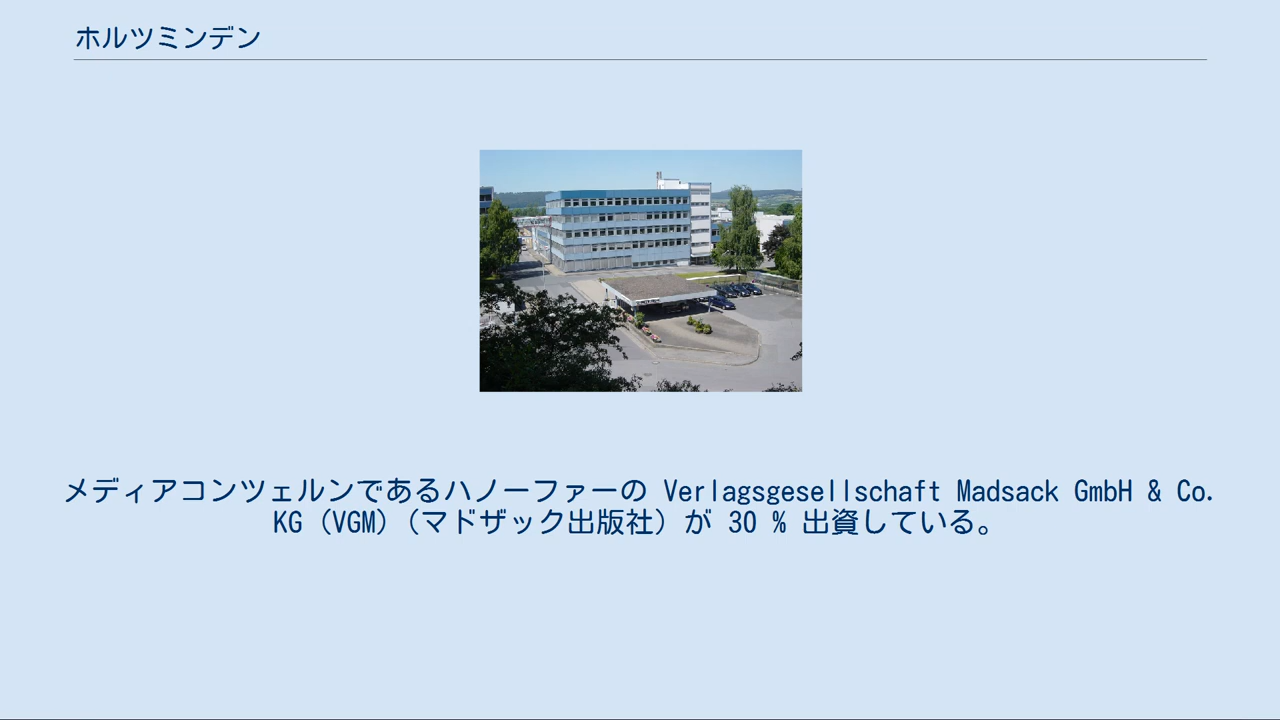 ホルツミンデン
メディアコンツェルンであるハノーファーの Verlagsgesellschaft Madsack GmbH & Co.
KG (VGM)（マドザック出版社）が 30 % 出資している。